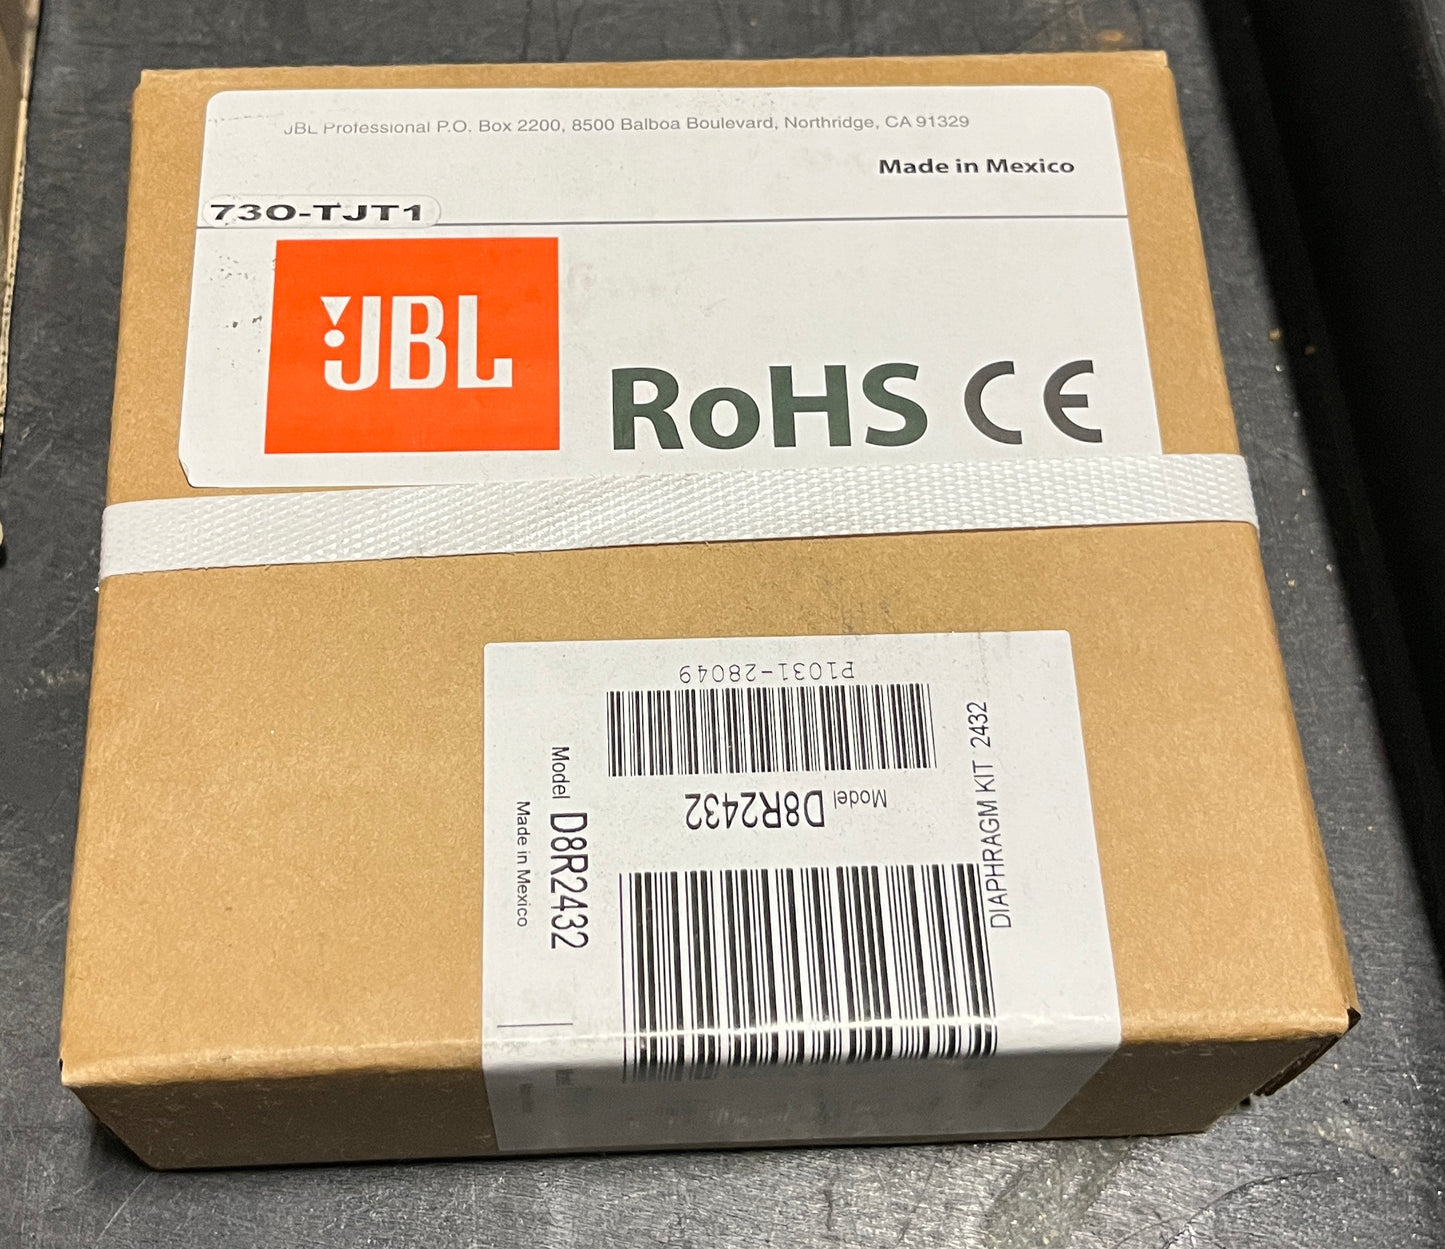 JBL Professional P.O. Box 2200, 8500 Balboa Boulevard, Northridge, CA 91329
Made in Mexico
730-TJT1
JBL
RoHS CE
P1031-28049
Model D8R2432
DIAPHRAGM KIT 2432
Model D8R2432
Made in Mexico